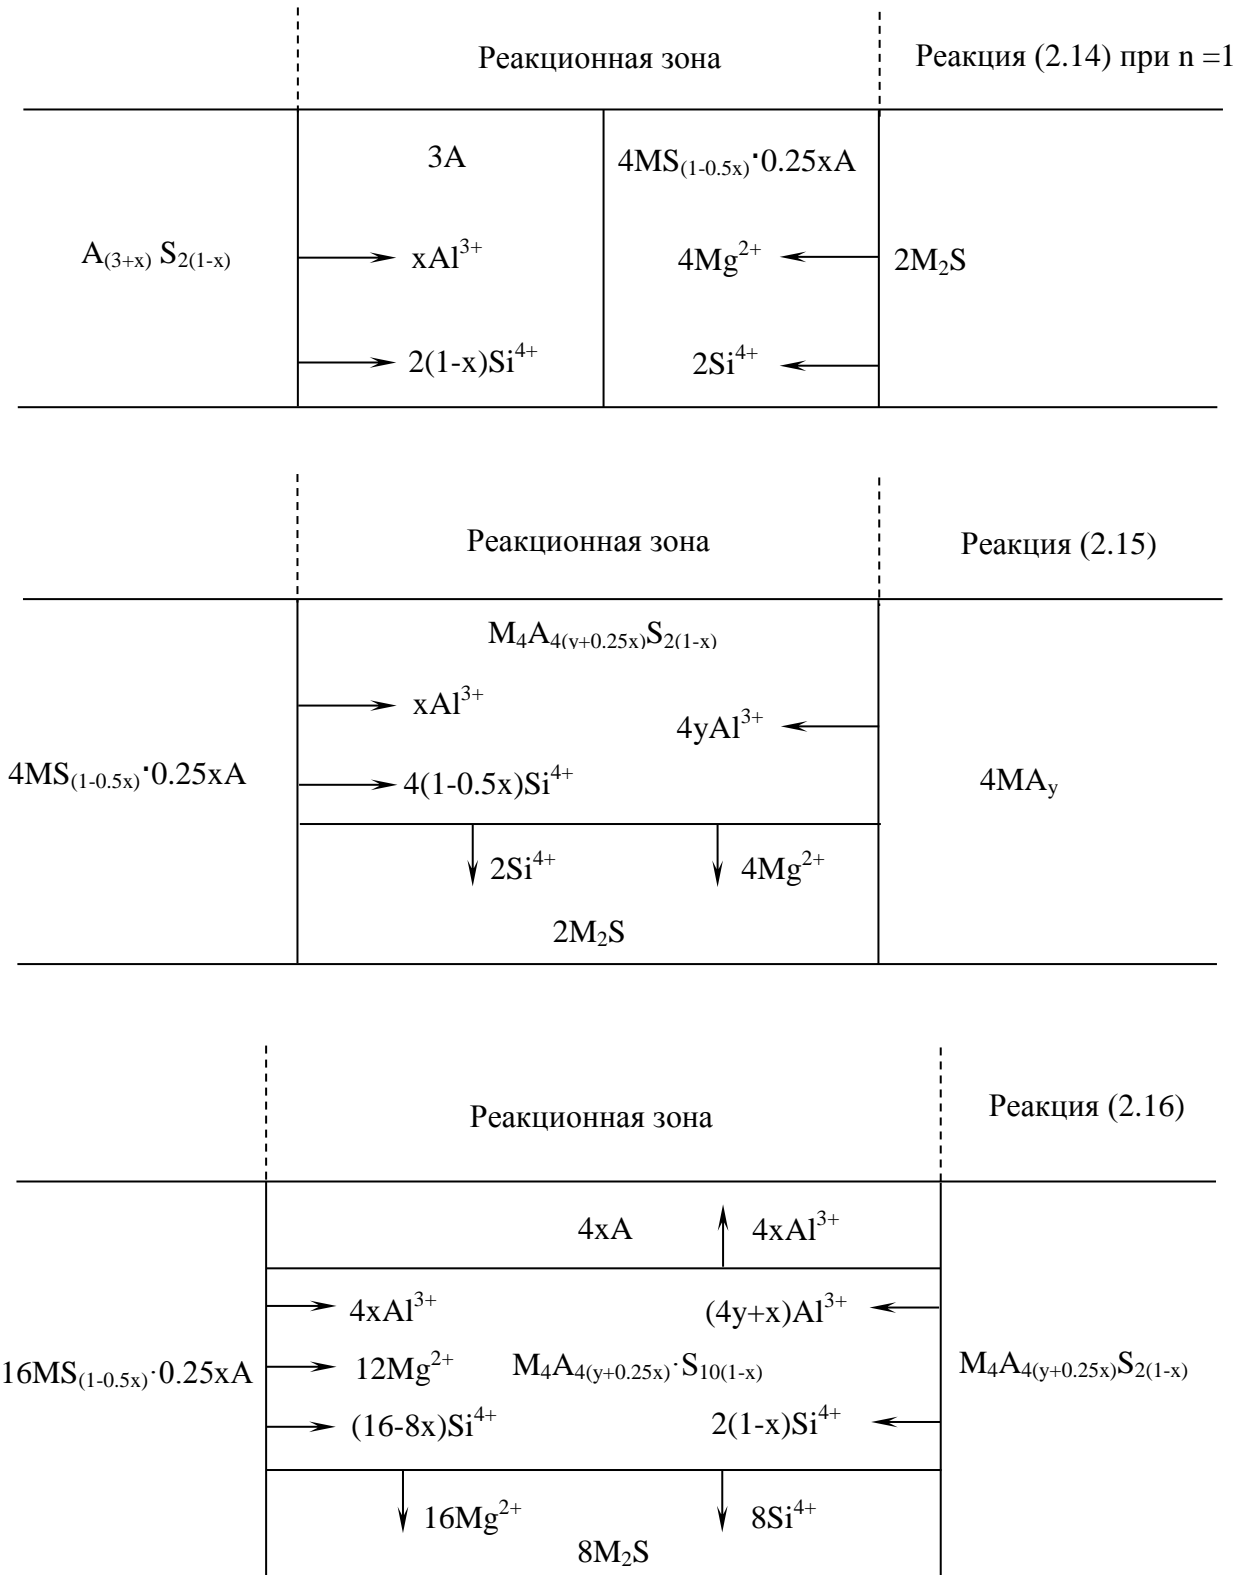 Реакционная зона
Реакция (2.14) при n =1
3A
4MS(1-0.5x)·0.25xA
A(3+x) S2(1-x)
xAl3+
4Mg2+
2M2S
2(1-x)Si4+
2Si4+
Реакционная зона
Реакция (2.15)
M4A4(y+0.25x)S2(1-x)
xAl3+
4yAl3+
4MS(1-0.5x)·0.25xA
4(1-0.5x)Si4+
4MAy
2Si4+
4Mg2+
2M2S
Реакционная зона
Реакция (2.16)
4xA
4xAl3+
4xAl3+
(4y+x)Al3+
16MS(1-0.5x)·0.25xA
12Mg2+
M4A4(y+0.25x)·S10(1-x)
M4A4(y+0.25x)S2(1-x)
(16-8x)Si4+
2(1-x)Si4+
16Mg2+
8Si4+
8M2S